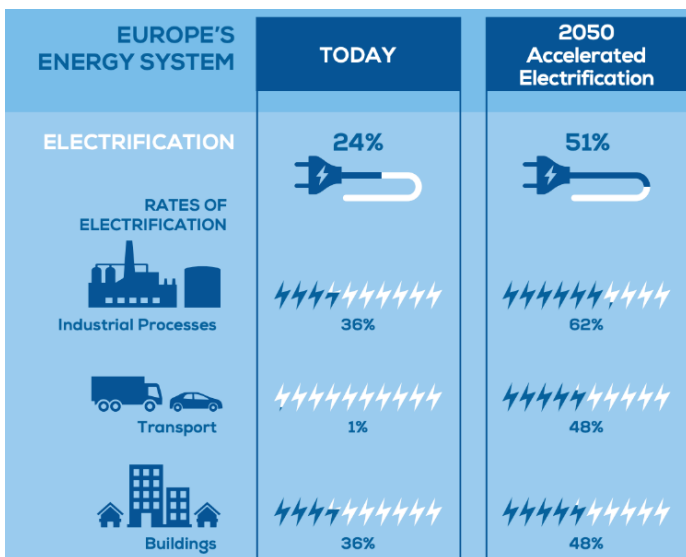 EUROPE'S
ENERGY SYSTEM
TODAY
2050
Accelerated
Electrification
ELECTRIFICATION
24%
51%
RATES OF
ELECTRIFICATION
Industrial Processes
36%
62%
Transport
1%
48%
Buildings
36%
48%